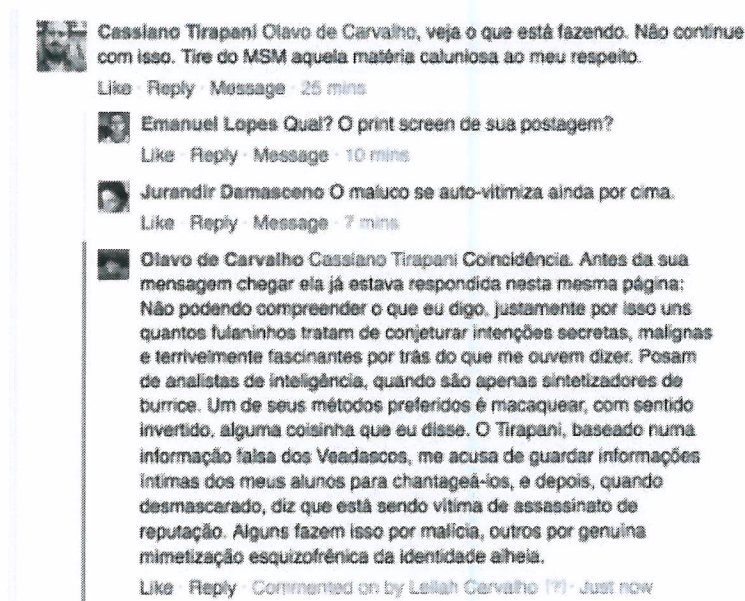 Cassiano Tirapani Olavo de Carvalho, veja o que está fazendo. Não continue
com isso. Tire do MSM aquela matéria caluniosa ao meu respeito.
Like · Reply · Message · 25 mins
Emanuel Lopes Qual? O print screen de sua postagem?
Like · Reply · Message · 10 mins
Jurandir Damasceno O maluco se auto-vitimiza ainda por cima.
Like · Reply · Message · 7 mins
Olavo de Carvalho Cassiano Tirapani Coincidência. Antes da sua
mensagem chegar ela já estava respondida nesta mesma página:
Não podendo compreender o que eu digo, justamente por isso uns
quantos fulaninhos tratam de conjeturar intenções secretas, malignas
e terrivelmente fascinantes por trás do que me ouvem dizer. Posam
de analistas de inteligência, quando são apenas sintetizadores de
burrice. Um de seus métodos preferidos é macaquear, com sentido
invertido, alguma coisinha que eu disse. O Tirapani, baseado numa
informação falsa dos Veadascos, me acusa de guardar informações
íntimas dos meus alunos para chantageá-los, e depois, quando
desmascarado, diz que está sendo vítima de assassinato de
reputação. Alguns fazem isso por malícia, outros por genuína
mimetização esquizofrênica da identidade alheia.
Like · Reply · Commented on by Leilah Carvalho [?] · Just now